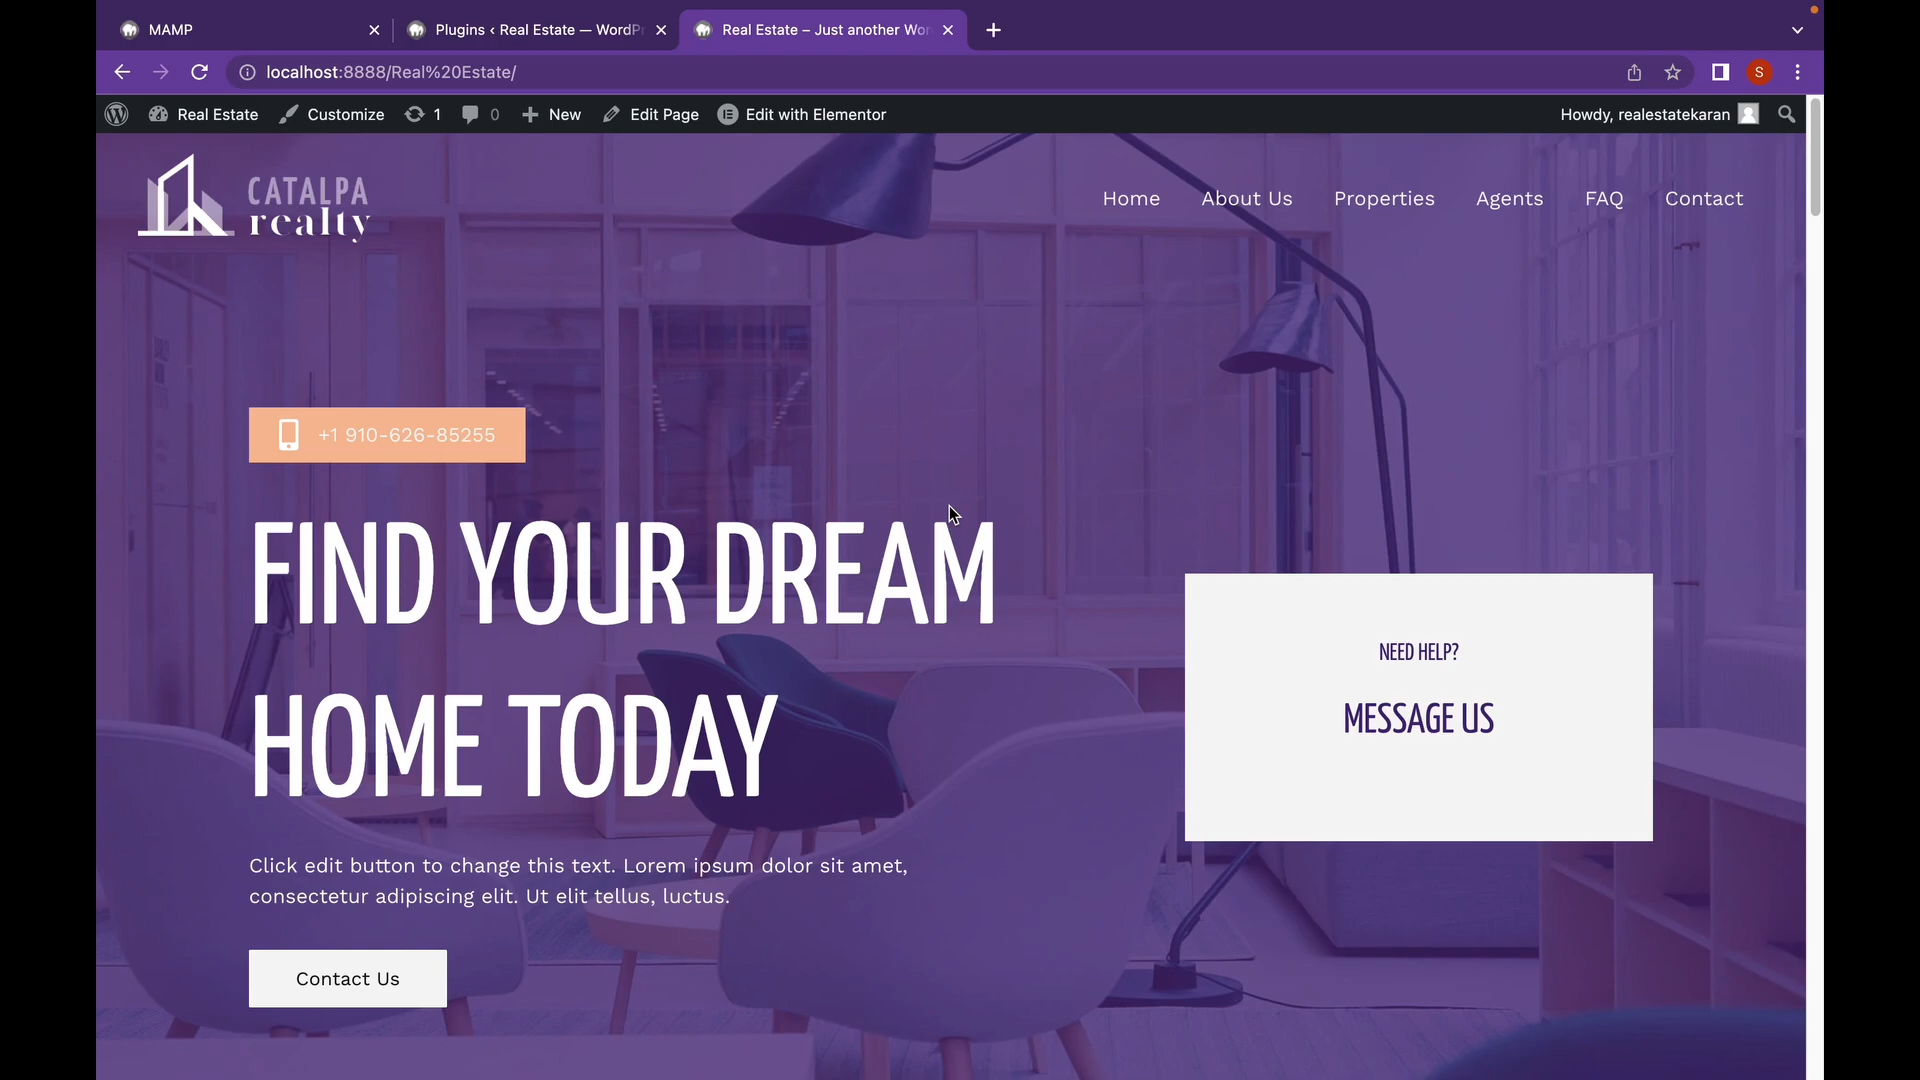 MAMP
Plugins ‹ Real Estate — WordPr
Real Estate – Just another Wor
localhost:8888/Real%20Estate/
S
Real Estate
Customize
1
0
New
Edit Page
Edit with Elementor
Howdy, realestatekaran
CATALPA
realty
Home
About Us
Properties
Agents
FAQ
Contact
+1 910-626-85255
FIND YOUR DREAM
HOME TODAY
NEED HELP?
MESSAGE US
Click edit button to change this text. Lorem ipsum dolor sit amet,
consectetur adipiscing elit. Ut elit tellus, luctus.
Contact Us